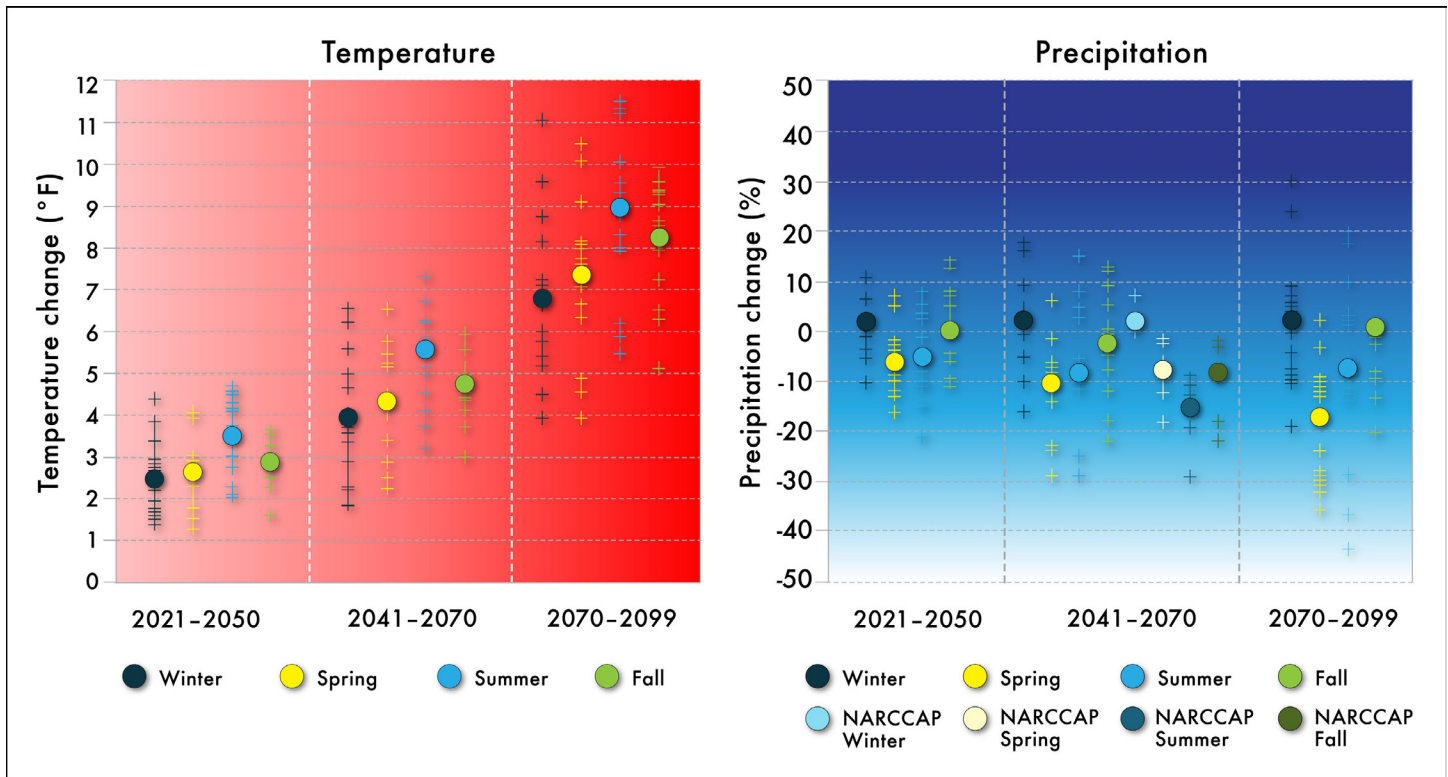 Temperature
Temperature change (°F)
12
11
10
9
8
7
6
5
4
3
2
1
0
2021–2050
2041–2070
2070–2099
Winter
Spring
Summer
Fall
Precipitation
Precipitation change (%)
50
40
30
20
10
0
-10
-20
-30
-40
-50
2021–2050
2041–2070
2070–2099
Winter
Spring
Summer
Fall
NARCCAP
Winter
NARCCAP
Spring
NARCCAP
Summer
NARCCAP
Fall